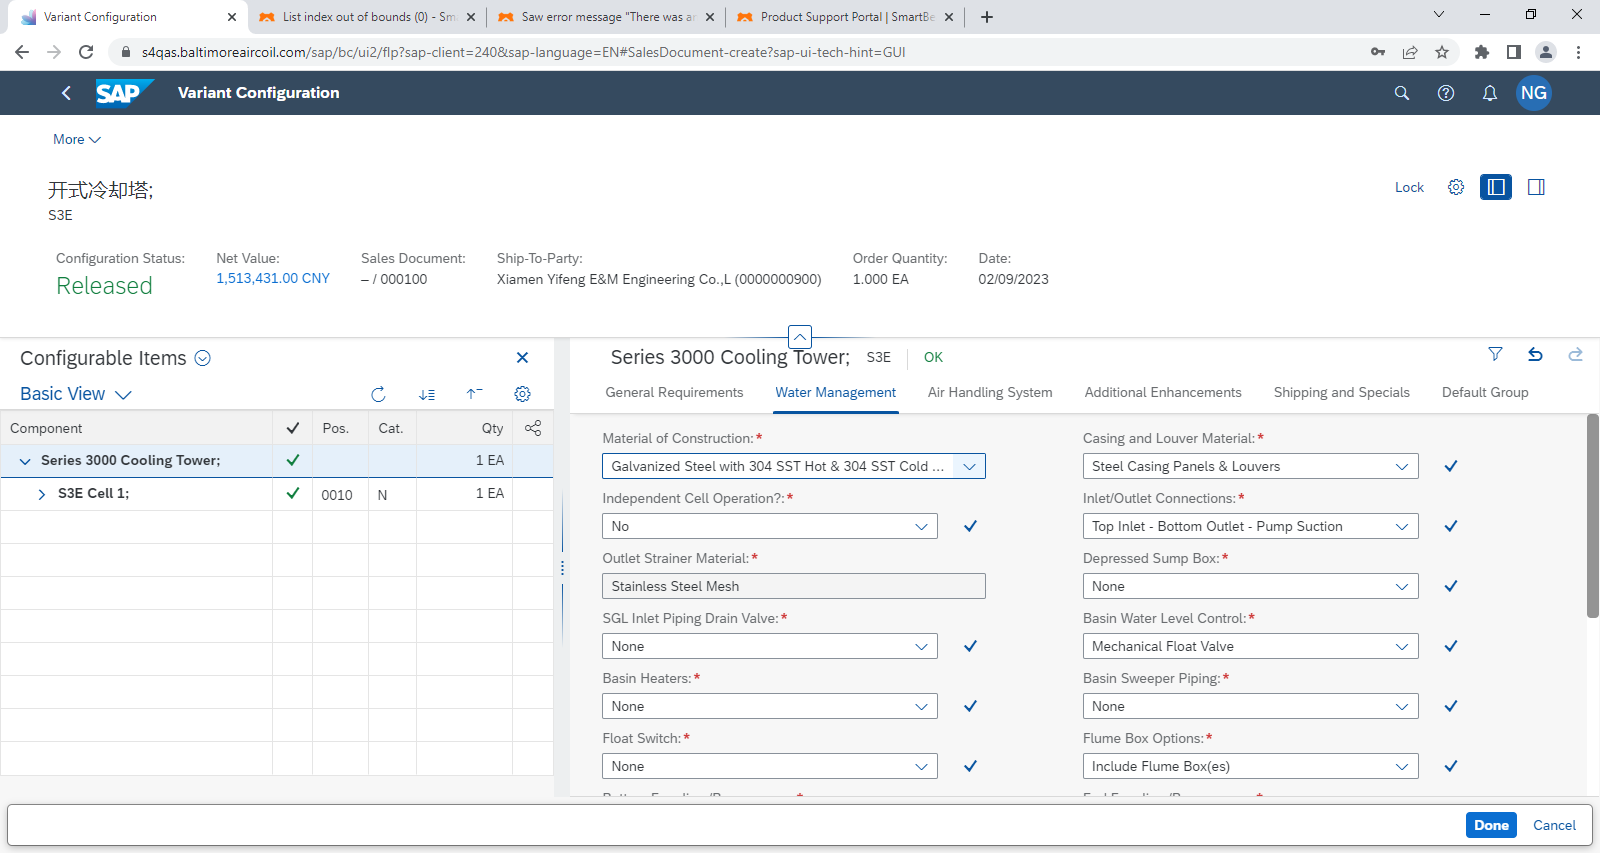 Variant Configuration
List index out of bounds (0) - Sm
Saw error message "There was ar
Product Support Portal | SmartBe
s4qas.baltimoreaircoil.com/sap/bc/ui2/flp?sap-client=240&sap-language=EN#SalesDocument-create?sap-ui-tech-hint=GUI
SAP
Variant Configuration
NG
More
开式冷却塔;
S3E
Lock
Configuration Status:
Released
Net Value:
1,513,431.00 CNY
Sales Document:
– / 000100
Ship-To-Party:
Xiamen Yifeng E&M Engineering Co.,L (0000000900)
Order Quantity:
1.000 EA
Date:
02/09/2023
Configurable Items
Basic View
Component Pos. Cat. Qty
Series 3000 Cooling Tower; 1 EA
S3E Cell 1; 0010 N 1 EA
Series 3000 Cooling Tower; S3E OK
General Requirements Water Management Air Handling System Additional Enhancements Shipping and Specials Default Group
Material of Construction:*
Galvanized Steel with 304 SST Hot & 304 SST Cold ...
Casing and Louver Material:*
Steel Casing Panels & Louvers
Independent Cell Operation?:*
No
Inlet/Outlet Connections:*
Top Inlet - Bottom Outlet - Pump Suction
Outlet Strainer Material:*
Stainless Steel Mesh
Depressed Sump Box:*
None
SGL Inlet Piping Drain Valve:*
None
Basin Water Level Control:*
Mechanical Float Valve
Basin Heaters:*
None
Basin Sweeper Piping:*
None
Float Switch:*
None
Flume Box Options:*
Include Flume Box(es)
Done Cancel